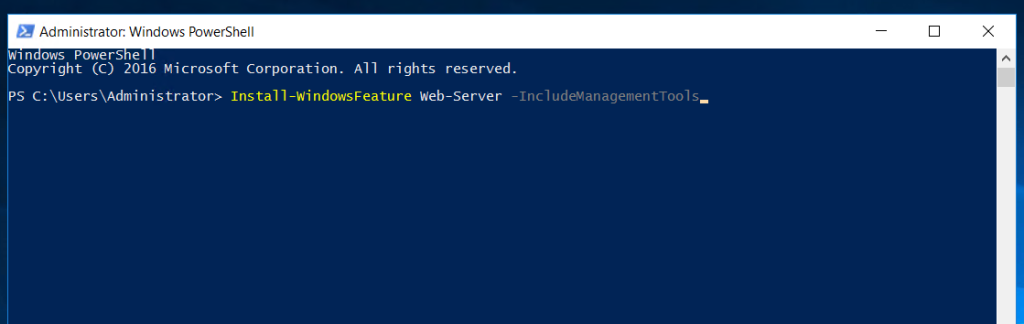 Administrator: Windows PowerShell
Windows PowerShell
Copyright (C) 2016 Microsoft Corporation. All rights reserved.
PS C:\Users\Administrator> Install-WindowsFeature Web-Server -IncludeManagementTools